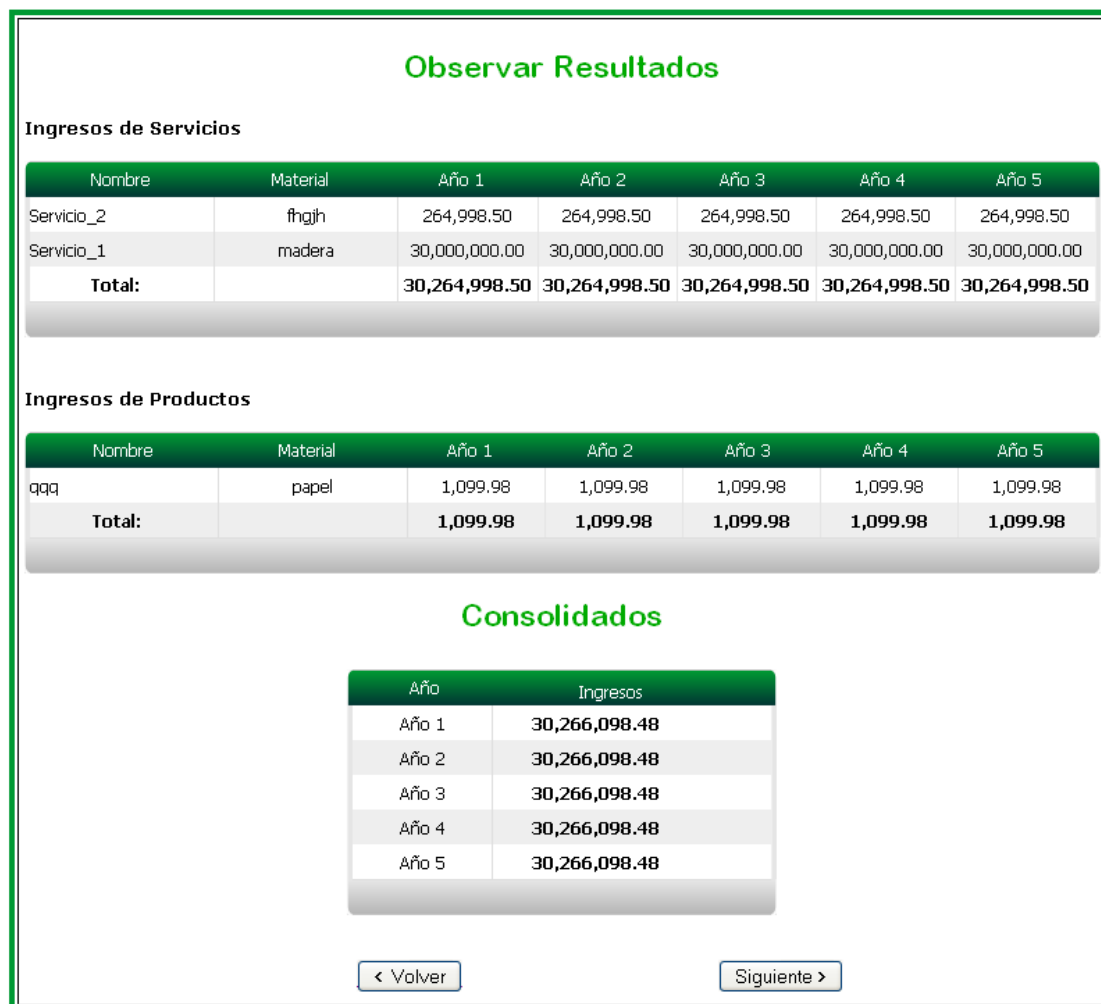 Observar Resultados
Ingresos de Servicios
Nombre Material Año 1 Año 2 Año 3 Año 4 Año 5
Servicio_2 fhgjh 264,998.50 264,998.50 264,998.50 264,998.50 264,998.50
Servicio_1 madera 30,000,000.00 30,000,000.00 30,000,000.00 30,000,000.00 30,000,000.00
Total: 30,264,998.50 30,264,998.50 30,264,998.50 30,264,998.50 30,264,998.50
Ingresos de Productos
Nombre Material Año 1 Año 2 Año 3 Año 4 Año 5
qqq papel 1,099.98 1,099.98 1,099.98 1,099.98 1,099.98
Total: 1,099.98 1,099.98 1,099.98 1,099.98 1,099.98
Consolidados
Año Ingresos
Año 1 30,266,098.48
Año 2 30,266,098.48
Año 3 30,266,098.48
Año 4 30,266,098.48
Año 5 30,266,098.48
< Volver Siguiente >